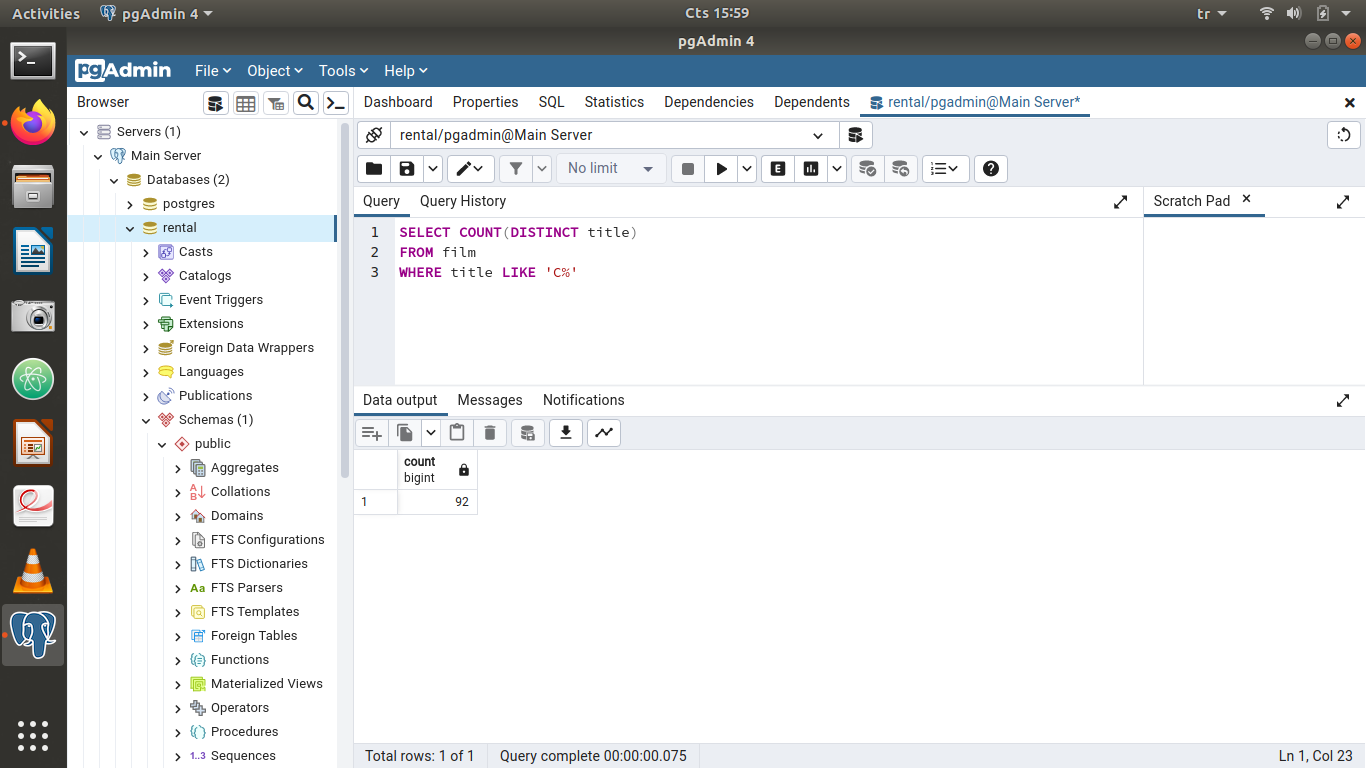 Activities pgAdmin 4 Cts 15:59 tr
pgAdmin 4
pgAdmin File Object Tools Help
Browser
Dashboard Properties SQL Statistics Dependencies Dependents rental/pgadmin@Main Server*
Servers (1)
Main Server
Databases (2)
postgres
rental
Casts
Catalogs
Event Triggers
Extensions
Foreign Data Wrappers
Languages
Publications
Schemas (1)
public
Aggregates
Collations
Domains
FTS Configurations
FTS Dictionaries
Aa FTS Parsers
FTS Templates
Foreign Tables
Functions
Materialized Views
Operators
Procedures
1..3 Sequences
rental/pgadmin@Main Server
No limit E
Query Query History
Scratch Pad
1 SELECT COUNT(DISTINCT title)
2 FROM film
3 WHERE title LIKE 'C%'
Data output Messages Notifications
count
bigint
1 92
Total rows: 1 of 1 Query complete 00:00:00.075 Ln 1, Col 23